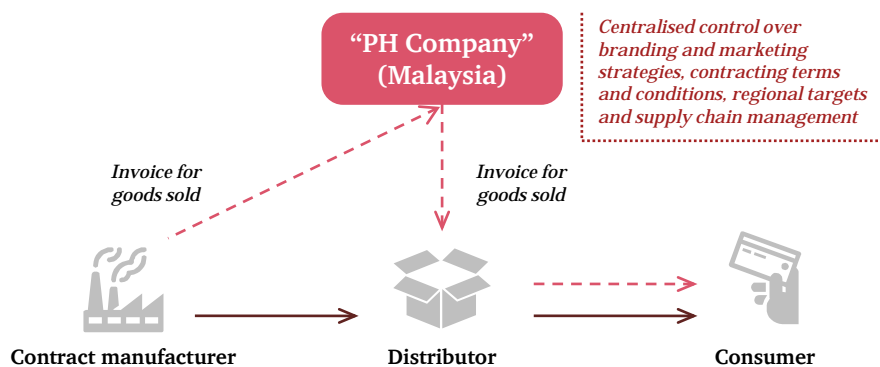 “PH Company”
(Malaysia)
Centralised control over
branding and marketing
strategies, contracting terms
and conditions, regional targets
and supply chain management
Invoice for
goods sold
Invoice for
goods sold
Contract manufacturer
Distributor
Consumer